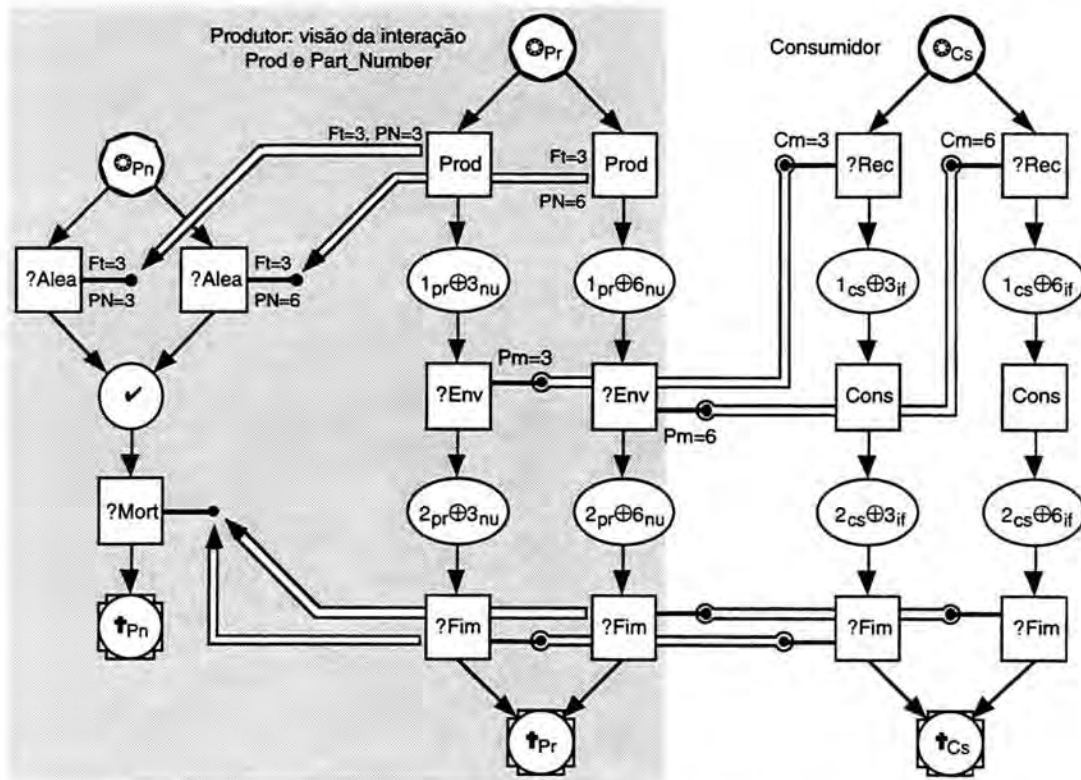 Produtor: visão da interação
Prod e Part_Number
❂Pr
Consumidor
❂Cs
❂Pn
Ft=3, PN=3
Prod
Ft=3
PN=6
Prod
Cm=3
?Rec
Cm=6
?Rec
?Alea
Ft=3
PN=3
?Alea
Ft=3
PN=6
1pr⊕3nu
1pr⊕6nu
1cs⊕3if
1cs⊕6if
✓
?Env
Pm=3
?Env
Pm=6
Cons
Cons
?Mort
2pr⊕3nu
2pr⊕6nu
2cs⊕3if
2cs⊕6if
✝Pn
?Fim
?Fim
?Fim
?Fim
✝Pr
✝Cs